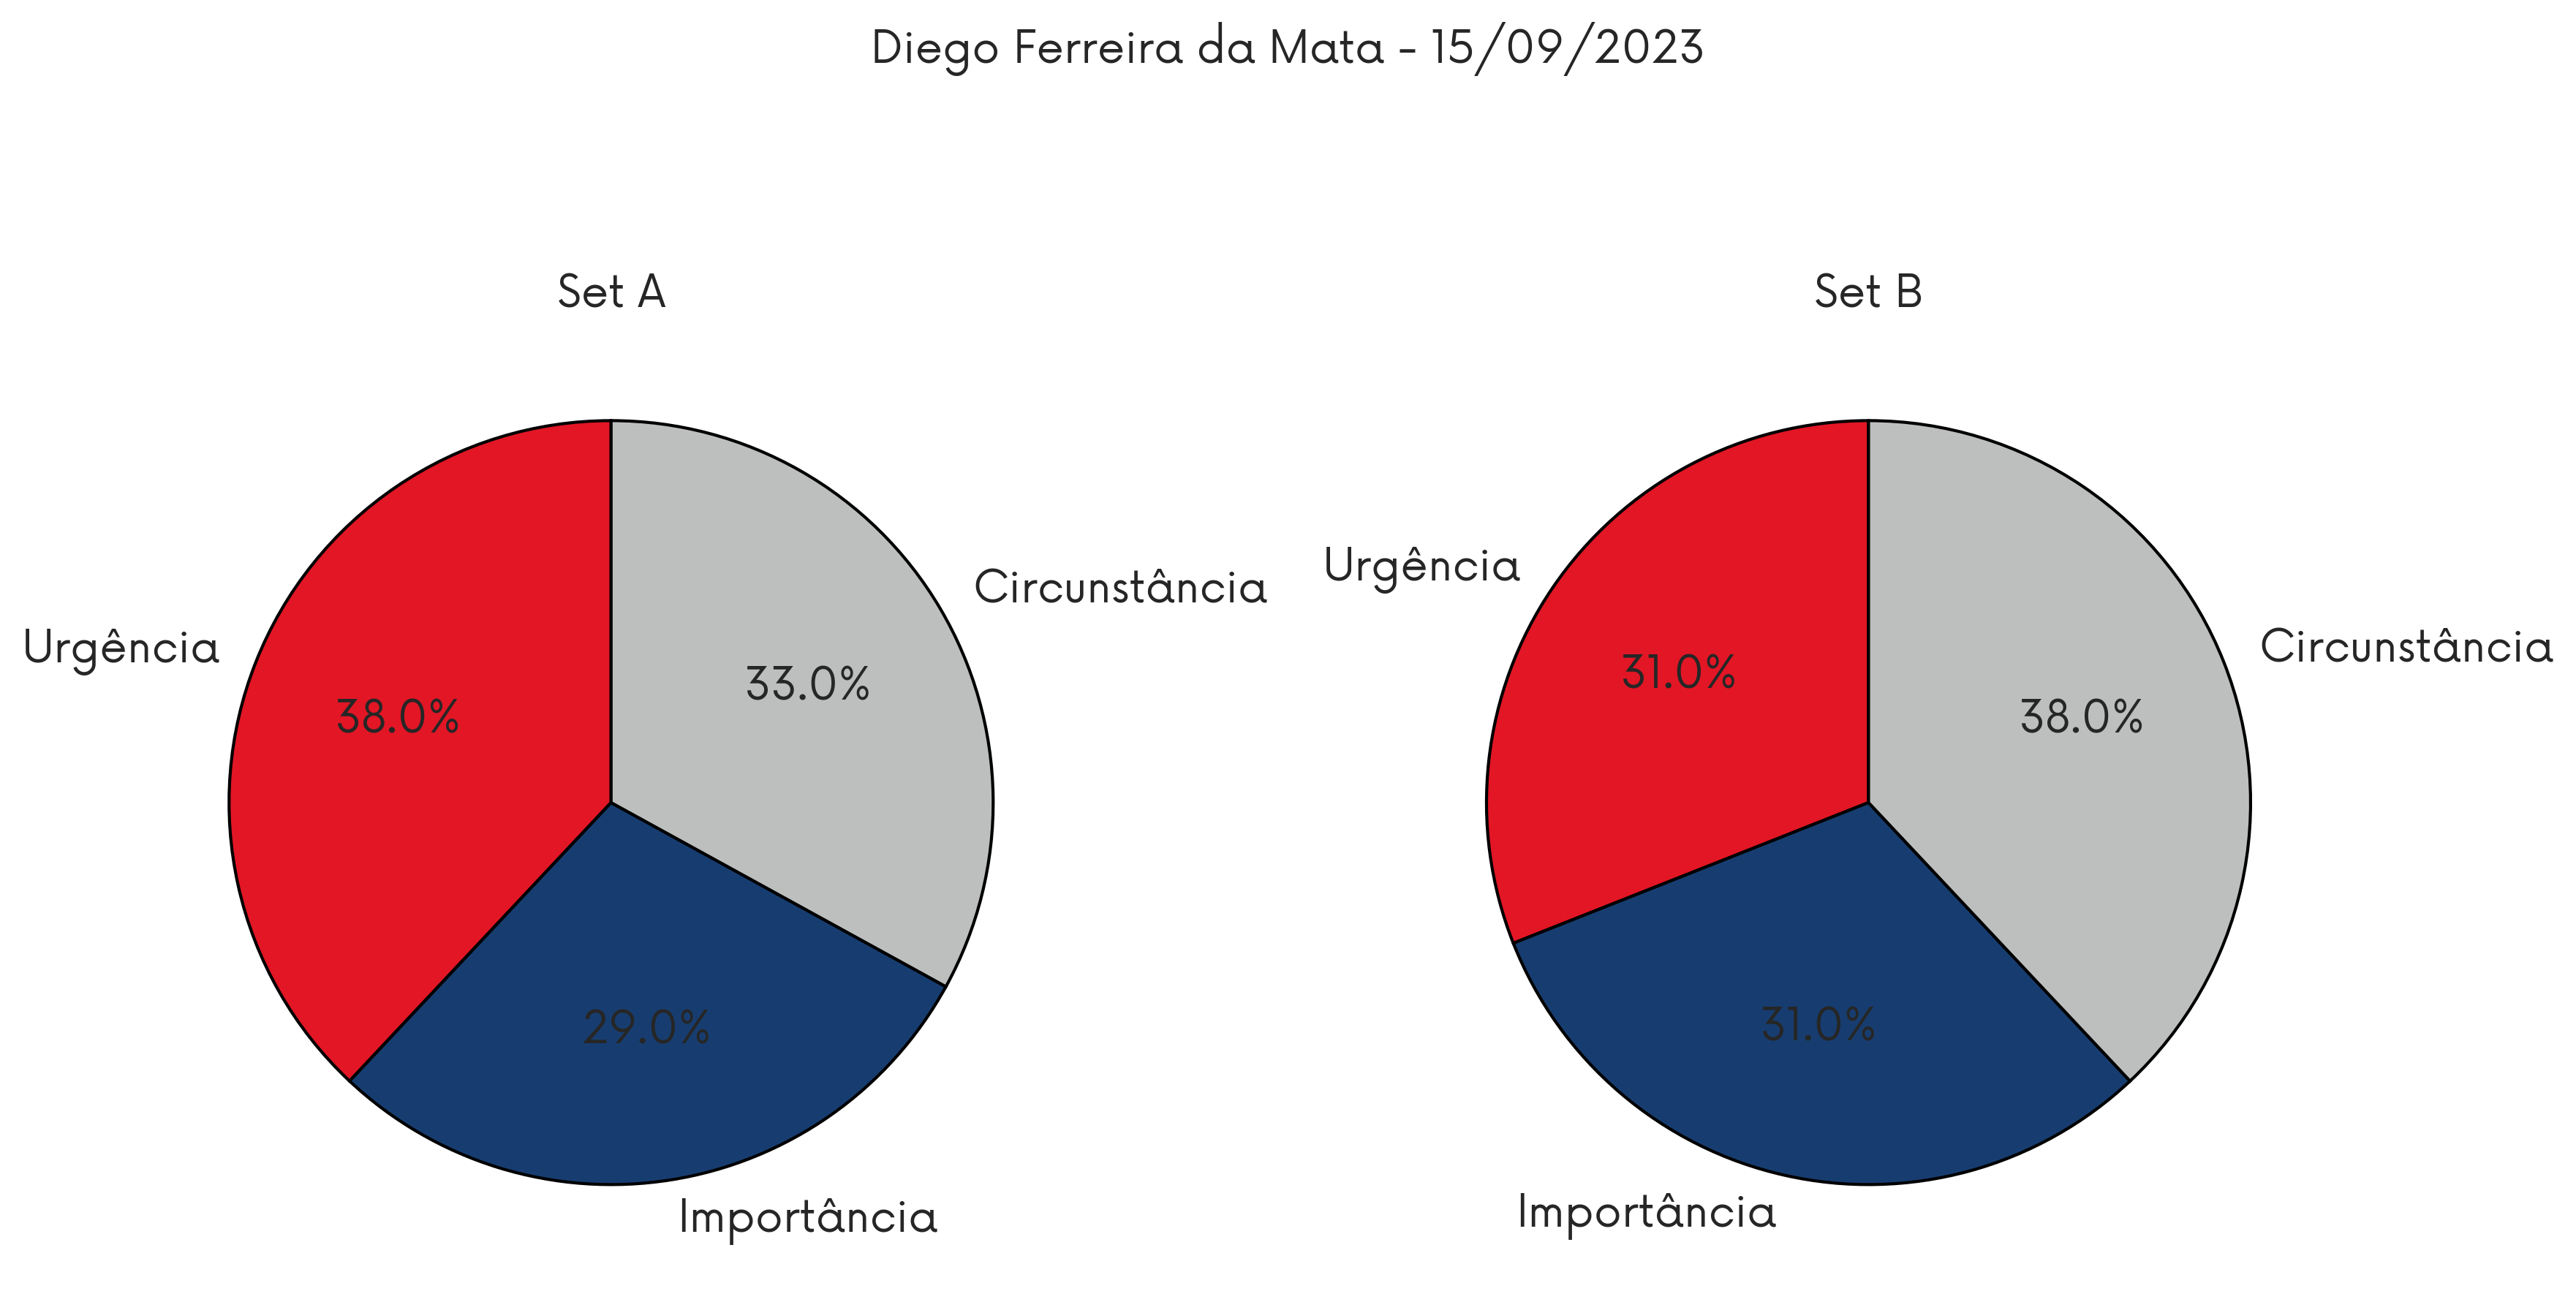 Diego Ferreira da Mata - 15/09/2023
Set A
Urgência
38.0%
33.0%
Circunstância
29.0%
Importância
Set B
Urgência
31.0%
38.0%
Circunstância
31.0%
Importância